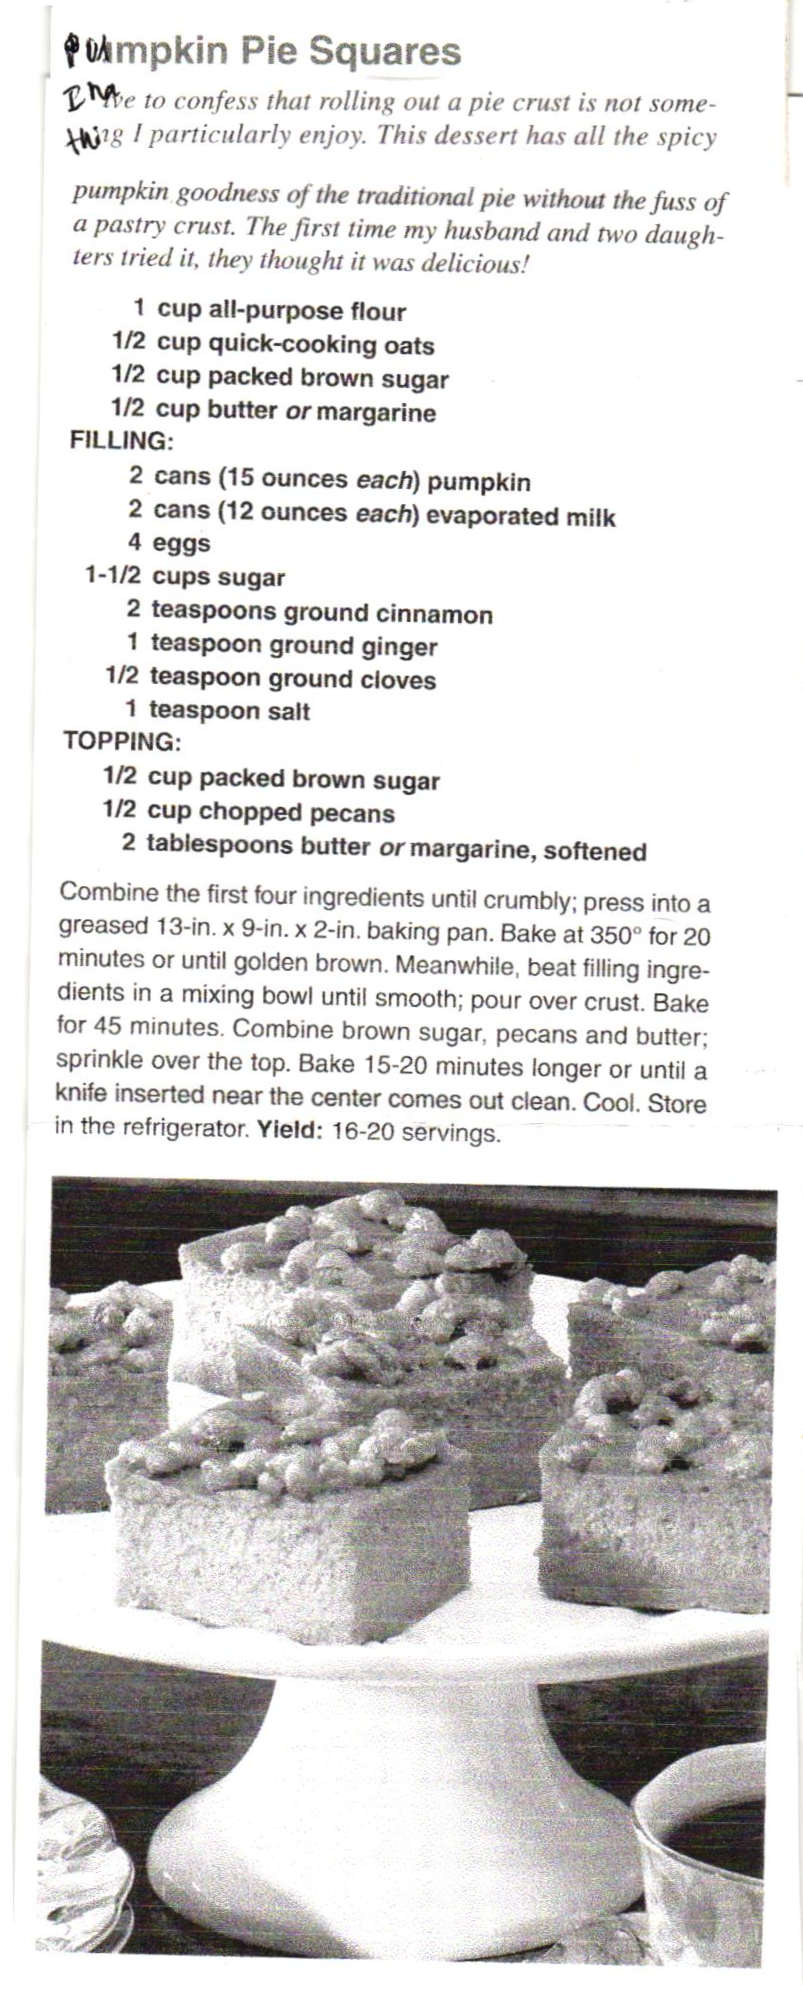 Pumpkin Pie Squares
I have to confess that rolling out a pie crust is not some-
thing I particularly enjoy. This dessert has all the spicy
pumpkin goodness of the traditional pie without the fuss of
a pastry crust. The first time my husband and two daugh-
ters tried it, they thought it was delicious!
1 cup all-purpose flour
1/2 cup quick-cooking oats
1/2 cup packed brown sugar
1/2 cup butter or margarine
FILLING:
2 cans (15 ounces each) pumpkin
2 cans (12 ounces each) evaporated milk
4 eggs
1-1/2 cups sugar
2 teaspoons ground cinnamon
1 teaspoon ground ginger
1/2 teaspoon ground cloves
1 teaspoon salt
TOPPING:
1/2 cup packed brown sugar
1/2 cup chopped pecans
2 tablespoons butter or margarine, softened
Combine the first four ingredients until crumbly; press into a
greased 13-in. x 9-in. x 2-in. baking pan. Bake at 350° for 20
minutes or until golden brown. Meanwhile, beat filling ingre-
dients in a mixing bowl until smooth; pour over crust. Bake
for 45 minutes. Combine brown sugar, pecans and butter;
sprinkle over the top. Bake 15-20 minutes longer or until a
knife inserted near the center comes out clean. Cool. Store
in the refrigerator. Yield: 16-20 servings.